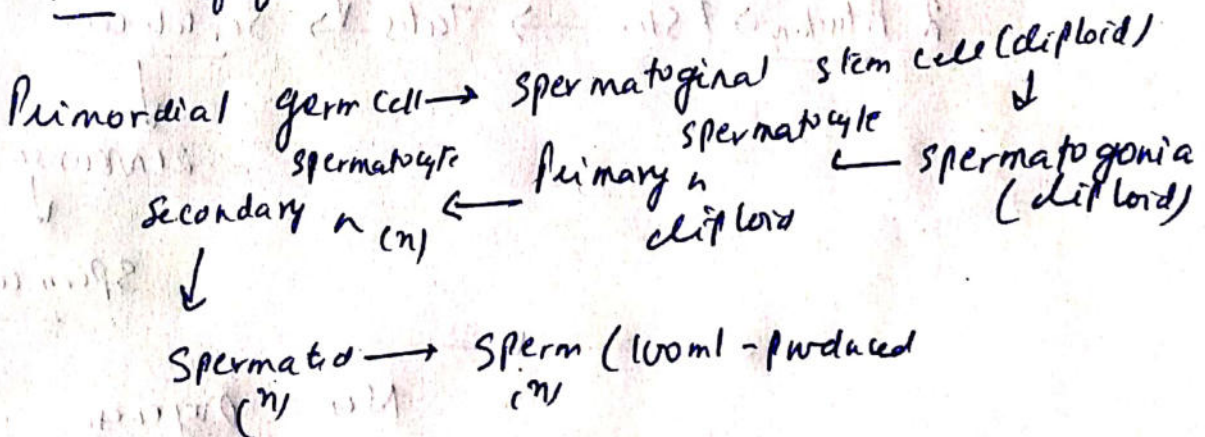 Primordial germ cell → spermatoginal stem cell (diploid)
↓
spermatogonia
(diploid)
← spermatocyte
Primary n
diploid
← spermatocyte
Secondary n (n)
↓
Spermatid → Sperm (100ml - produced
(n) (n)